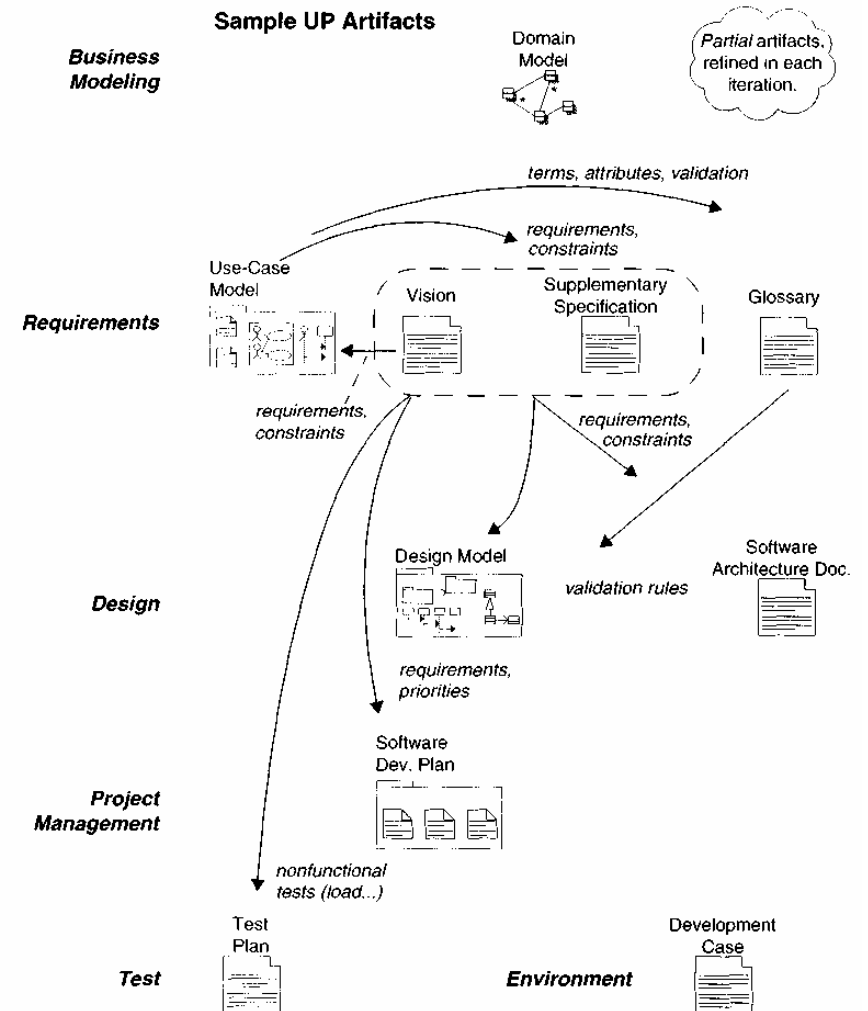 Sample UP Artifacts
Business
Modeling
Domain
Model
Partial artifacts,
refined in each
iteration.
terms, attributes, validation
requirements,
constraints
Use-Case
Model
Vision
Supplementary
Specification
Glossary
Requirements
requirements,
constraints
requirements,
constraints
Design Model
Software
Architecture Doc.
validation rules
Design
requirements,
priorities
Software
Dev. Plan
Project
Management
nonfunctional
tests (load...)
Test
Plan
Development
Case
Test
Environment